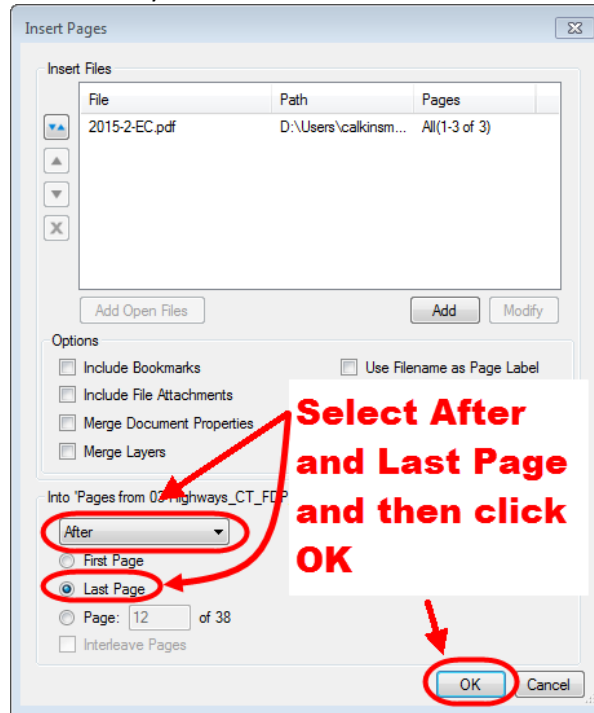 Insert Pages
Insert Files
File Path Pages
2015-2-EC.pdf D:\Users\calkinsm... All(1-3 of 3)
Add Open Files Add Modify
Options
Include Bookmarks Use Filename as Page Label
Include File Attachments
Merge Document Properties
Merge Layers
Select After
and Last Page
and then click
OK
Into 'Pages from 03 Highways_CT_FDP
After
First Page
Last Page
Page: 12 of 38
Interleave Pages
OK Cancel